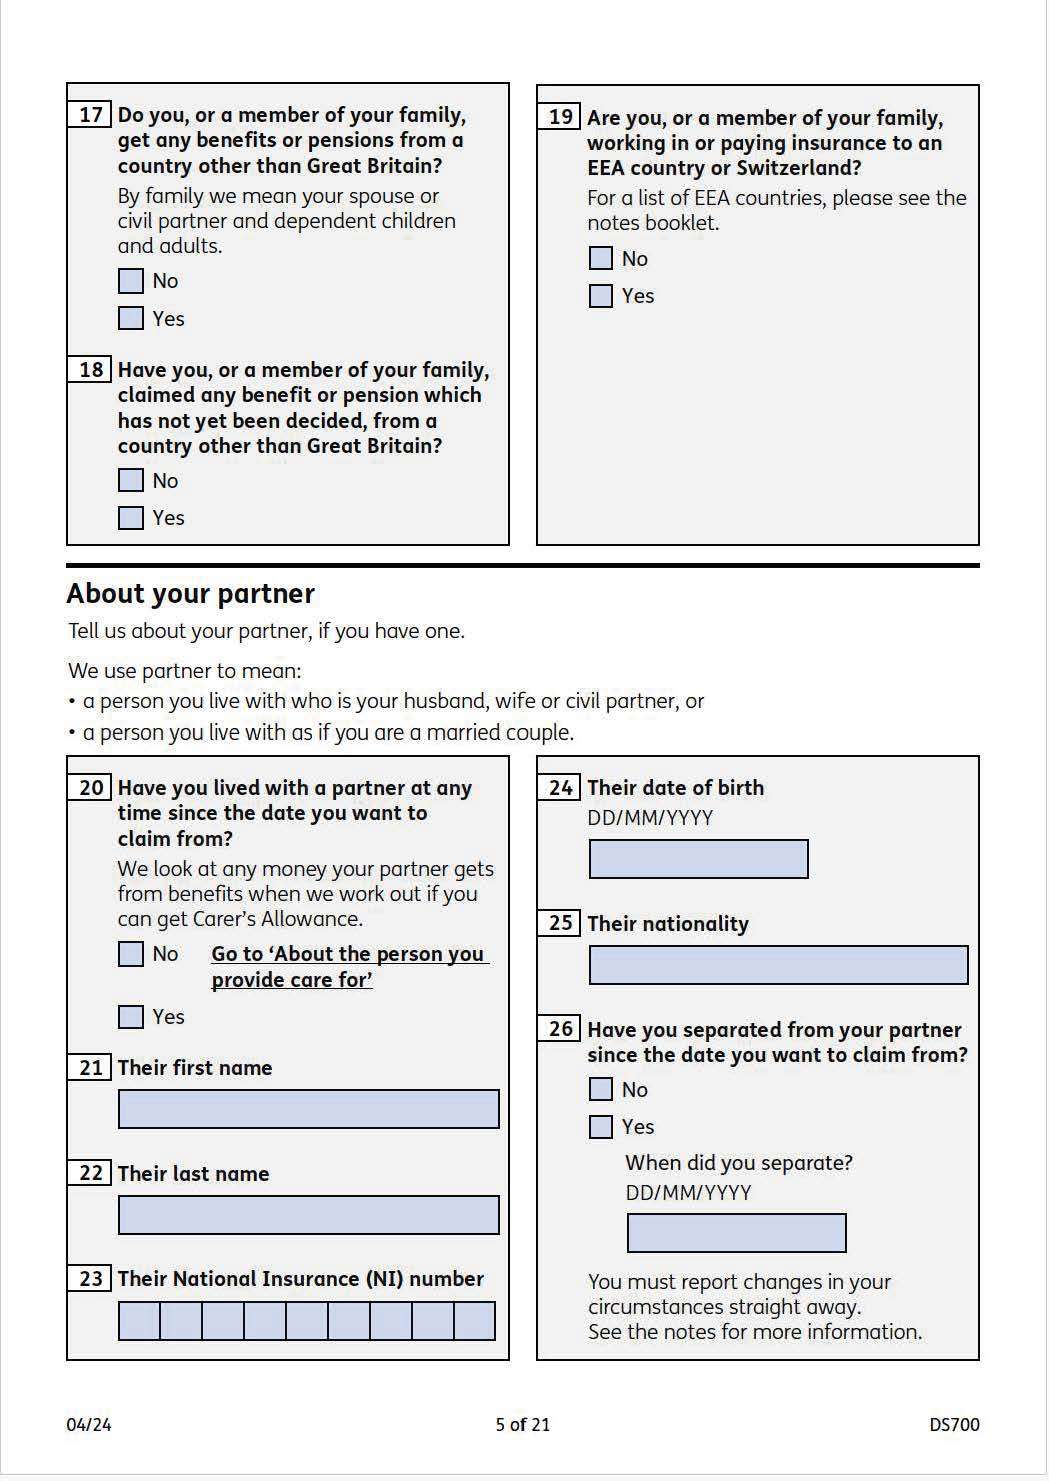 17 Do you, or a member of your family,
get any benefits or pensions from a
country other than Great Britain?
By family we mean your spouse or
civil partner and dependent children
and adults.
No
Yes
18 Have you, or a member of your family,
claimed any benefit or pension which
has not yet been decided, from a
country other than Great Britain?
No
Yes
19 Are you, or a member of your family,
working in or paying insurance to an
EEA country or Switzerland?
For a list of EEA countries, please see the
notes booklet.
No
Yes
About your partner
Tell us about your partner, if you have one.
We use partner to mean:
• a person you live with who is your husband, wife or civil partner, or
• a person you live with as if you are a married couple.
20 Have you lived with a partner at any
time since the date you want to
claim from?
We look at any money your partner gets
from benefits when we work out if you
can get Carer’s Allowance.
No Go to ‘About the person you
provide care for’
Yes
21 Their first name
22 Their last name
23 Their National Insurance (NI) number
24 Their date of birth
DD/MM/YYYY
25 Their nationality
26 Have you separated from your partner
since the date you want to claim from?
No
Yes
When did you separate?
DD/MM/YYYY
You must report changes in your
circumstances straight away.
See the notes for more information.
04/24 5 of 21 DS700